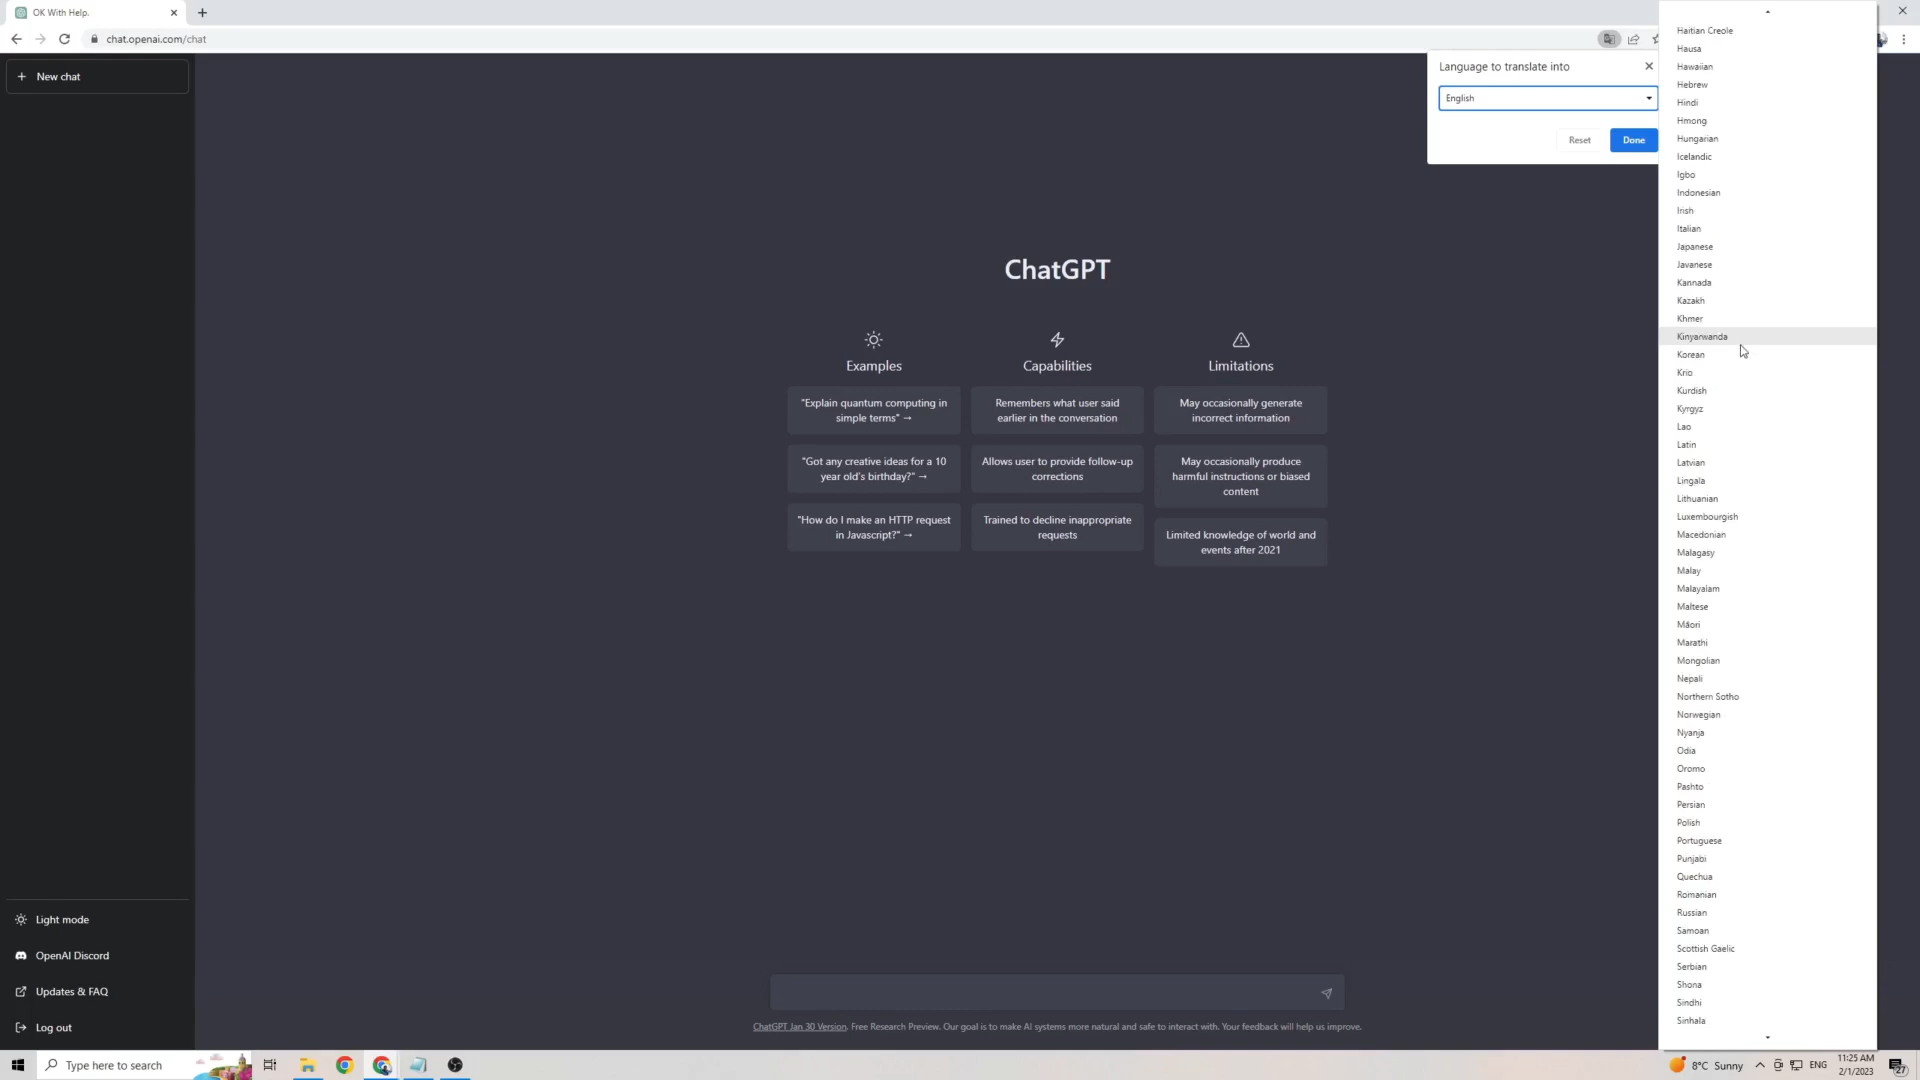 OK With Help.
chat.openai.com/chat
New chat
Language to translate into
English
Reset
Done
ChatGPT
Examples
"Explain quantum computing in
simple terms" →
"Got any creative ideas for a 10
year old's birthday?" →
"How do I make an HTTP request
in Javascript?" →
Capabilities
Remembers what user said
earlier in the conversation
Allows user to provide follow-up
corrections
Trained to decline inappropriate
requests
Limitations
May occasionally generate
incorrect information
May occasionally produce
harmful instructions or biased
content
Limited knowledge of world and
events after 2021
Haitian Creole
Hausa
Hawaiian
Hebrew
Hindi
Hmong
Hungarian
Icelandic
Igbo
Indonesian
Irish
Italian
Japanese
Javanese
Kannada
Kazakh
Khmer
Kinyarwanda
Korean
Krio
Kurdish
Kyrgyz
Lao
Latin
Latvian
Lingala
Lithuanian
Luxembourgish
Macedonian
Malagasy
Malay
Malayalam
Maltese
Māori
Marathi
Mongolian
Nepali
Northern Sotho
Norwegian
Nyanja
Odia
Oromo
Pashto
Persian
Polish
Portuguese
Punjabi
Quechua
Romanian
Russian
Samoan
Scottish Gaelic
Serbian
Shona
Sindhi
Sinhala
Light mode
OpenAI Discord
Updates & FAQ
Log out
ChatGPT Jan 30 Version. Free Research Preview. Our goal is to make AI systems more natural and safe to interact with. Your feedback will help us improve.
Type here to search
8°C Sunny
ENG
11:25 AM
2/1/2023
27